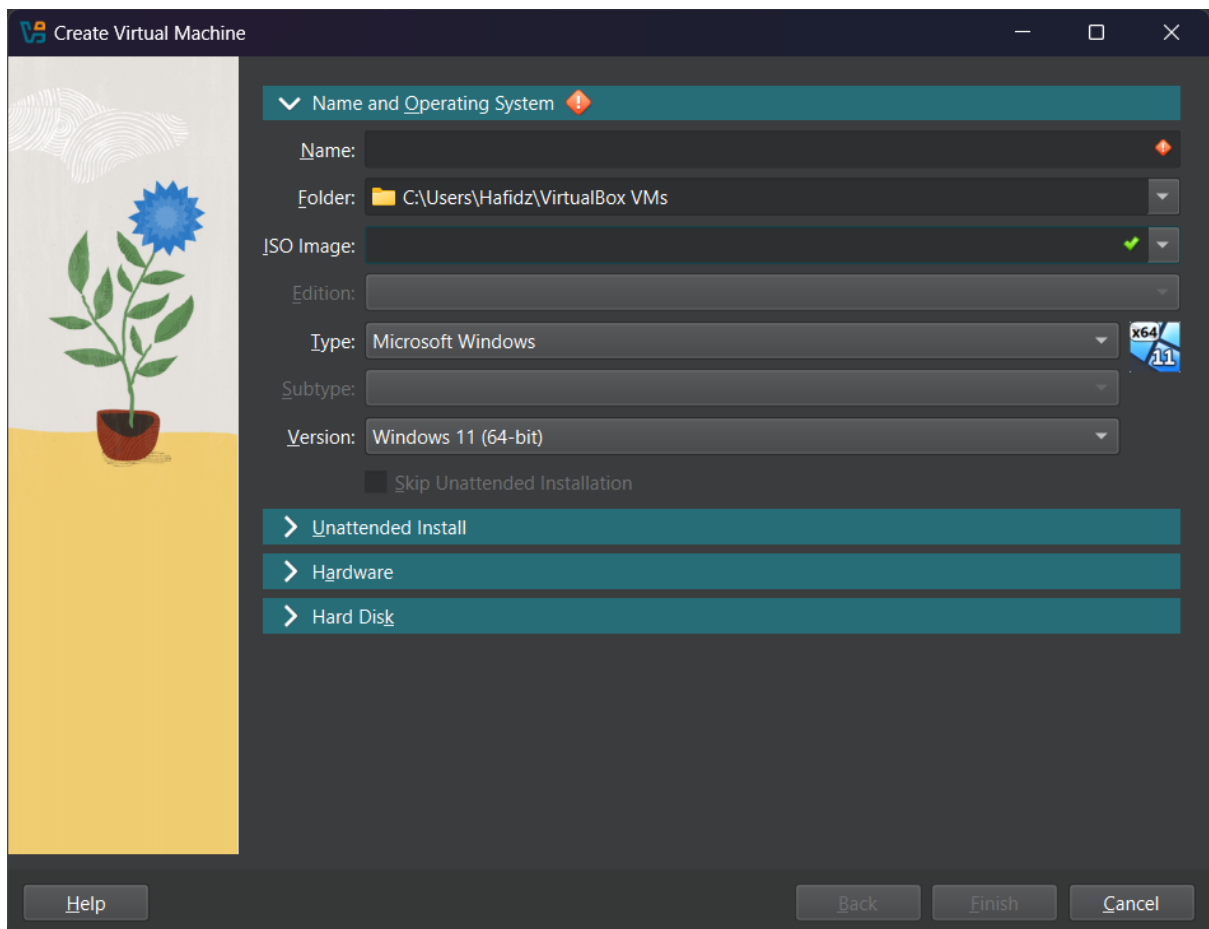 Create Virtual Machine
Name and Operating System
Name:
Folder: C:\Users\Hafidz\VirtualBox VMs
ISO Image:
Edition:
Type: Microsoft Windows
x64
11
Subtype:
Version: Windows 11 (64-bit)
Skip Unattended Installation
Unattended Install
Hardware
Hard Disk
Help Back Finish Cancel